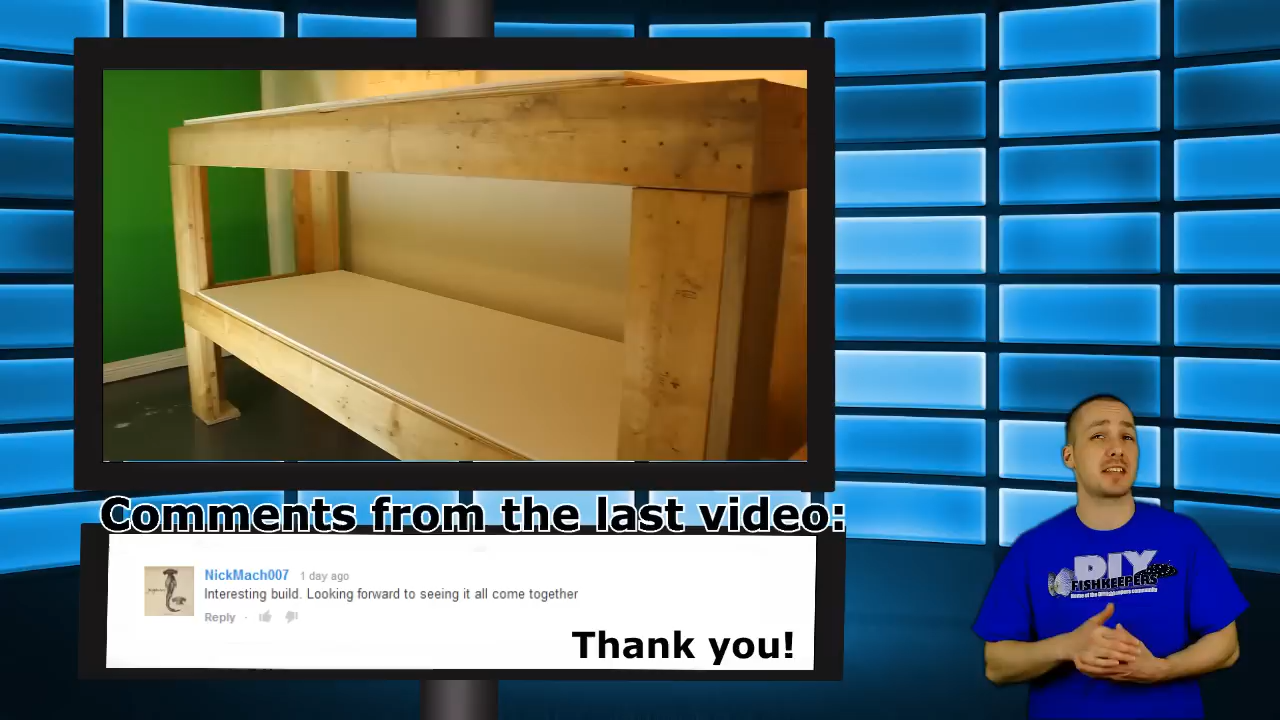 Comments from the last video:
NickMach007 1 day ago
Interesting build. Looking forward to seeing it all come together
Reply
Thank you!
DIY
FISHKEEPERS